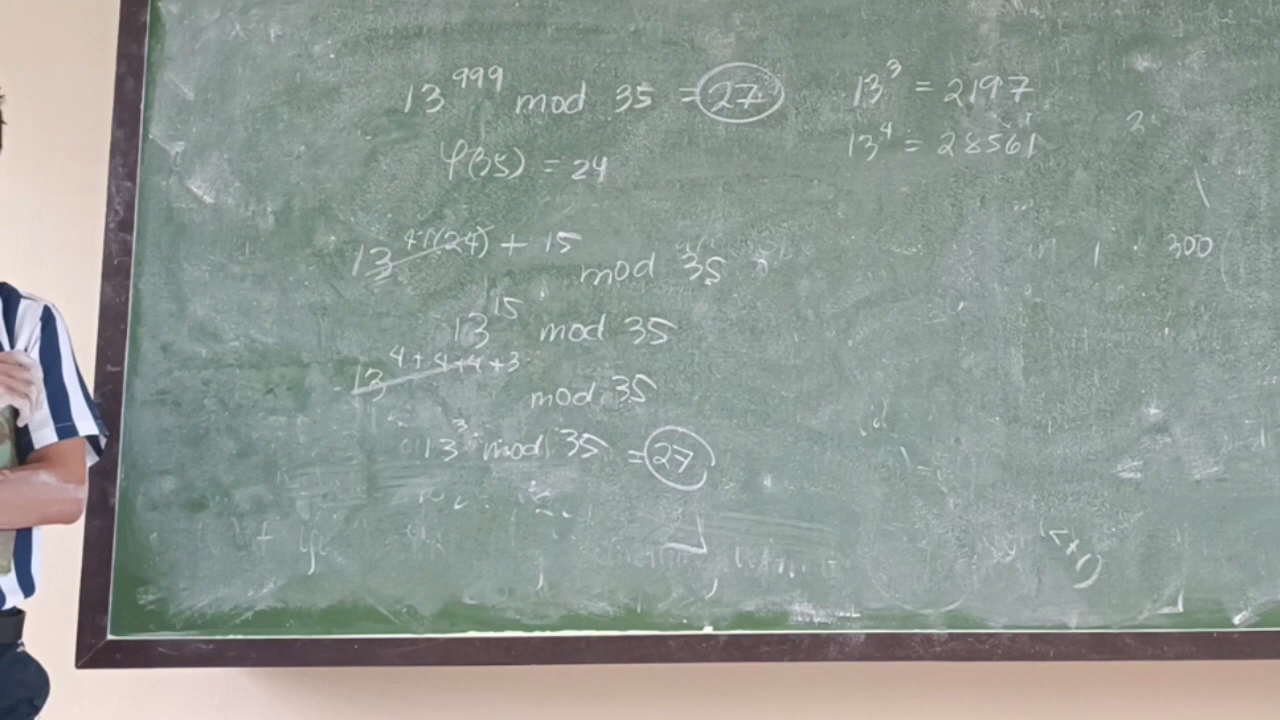 13^999 mod 35 = 27
φ(35) = 24
13^41(24) + 15 mod 35
13^15 mod 35
13^4+4+4+3 mod 35
13^3 mod 35 = 27
13^3 = 2197
13^4 = 28561
300